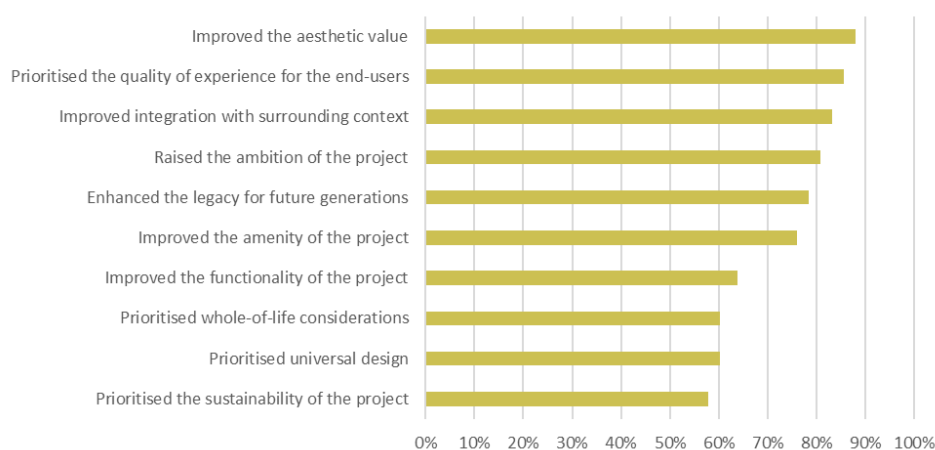 Improved the aesthetic value
Prioritised the quality of experience for the end-users
Improved integration with surrounding context
Raised the ambition of the project
Enhanced the legacy for future generations
Improved the amenity of the project
Improved the functionality of the project
Prioritised whole-of-life considerations
Prioritised universal design
Prioritised the sustainability of the project
0% 10% 20% 30% 40% 50% 60% 70% 80% 90% 100%